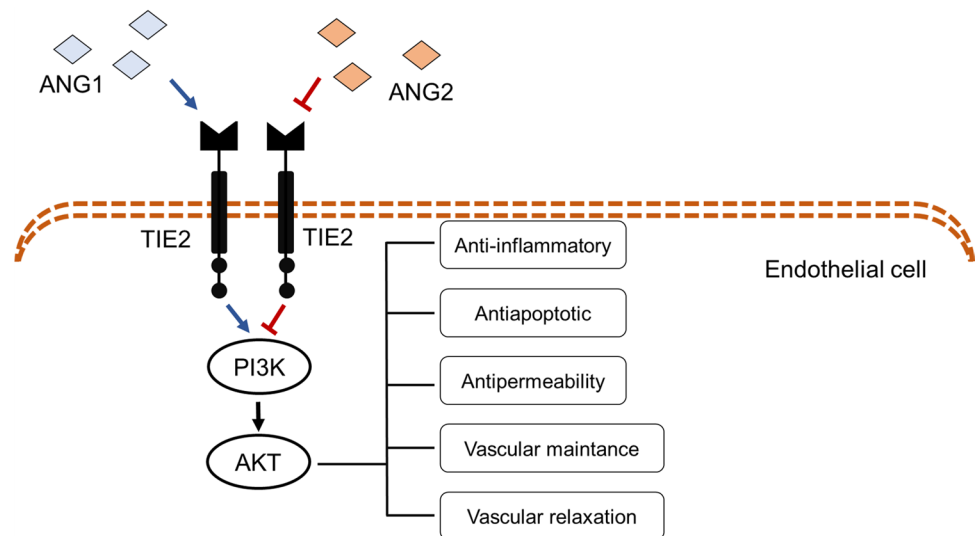 ANG1
ANG2
TIE2
TIE2
Anti-inflammatory
Endothelial cell
Antiapoptotic
PI3K
Antipermeability
AKT
Vascular maintance
Vascular relaxation